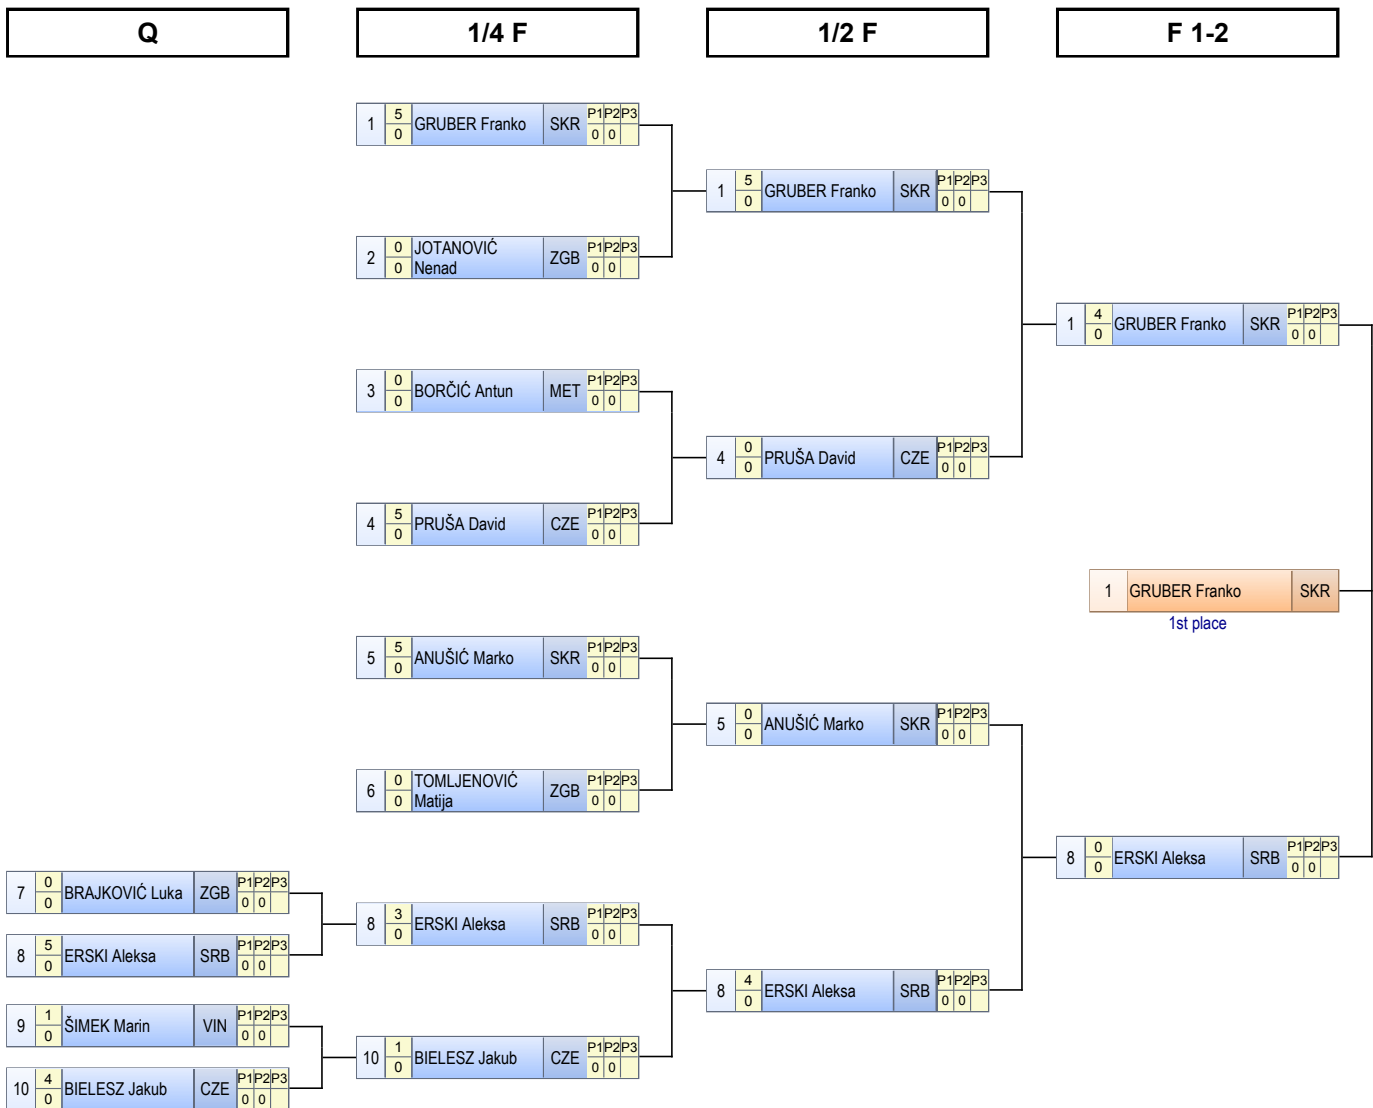 Q 1/4 F 1/2 F F 1-2
1 5 0 GRUBER Franko SKR P1 P2 P3 0 0
1 5 0 GRUBER Franko SKR P1 P2 P3 0 0
2 0 0 JOTANOVIĆ
Nenad ZGB P1 P2 P3 0 0
1 4 0 GRUBER Franko SKR P1 P2 P3 0 0
3 0 0 BORČIĆ Antun MET P1 P2 P3 0 0
4 0 0 PRUŠA David CZE P1 P2 P3 0 0
4 5 0 PRUŠA David CZE P1 P2 P3 0 0
1 GRUBER Franko SKR
1st place
5 5 0 ANUŠIĆ Marko SKR P1 P2 P3 0 0
5 0 0 ANUŠIĆ Marko SKR P1 P2 P3 0 0
6 0 0 TOMLJENOVIĆ
Matija ZGB P1 P2 P3 0 0
8 0 0 ERSKI Aleksa SRB P1 P2 P3 0 0
7 0 0 BRAJKOVIĆ Luka ZGB P1 P2 P3 0 0
8 3 0 ERSKI Aleksa SRB P1 P2 P3 0 0
8 5 0 ERSKI Aleksa SRB P1 P2 P3 0 0
8 4 0 ERSKI Aleksa SRB P1 P2 P3 0 0
9 1 0 ŠIMEK Marin VIN P1 P2 P3 0 0
10 1 0 BIELESZ Jakub CZE P1 P2 P3 0 0
10 4 0 BIELESZ Jakub CZE P1 P2 P3 0 0